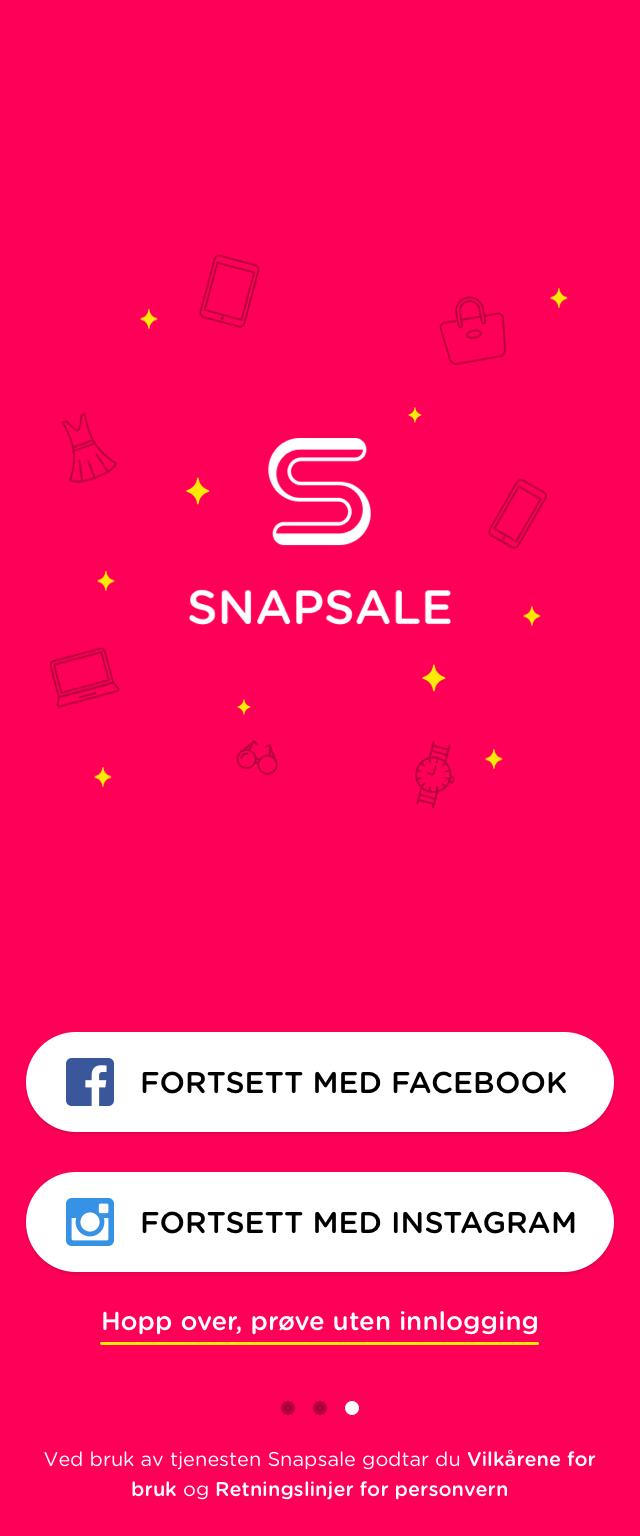 SNAPSALE
FORTSETT MED FACEBOOK
FORTSETT MED INSTAGRAM
Hopp over, prøve uten innlogging
Ved bruk av tjenesten Snapsale godtar du Vilkårene for
bruk og Retningslinjer for personvern